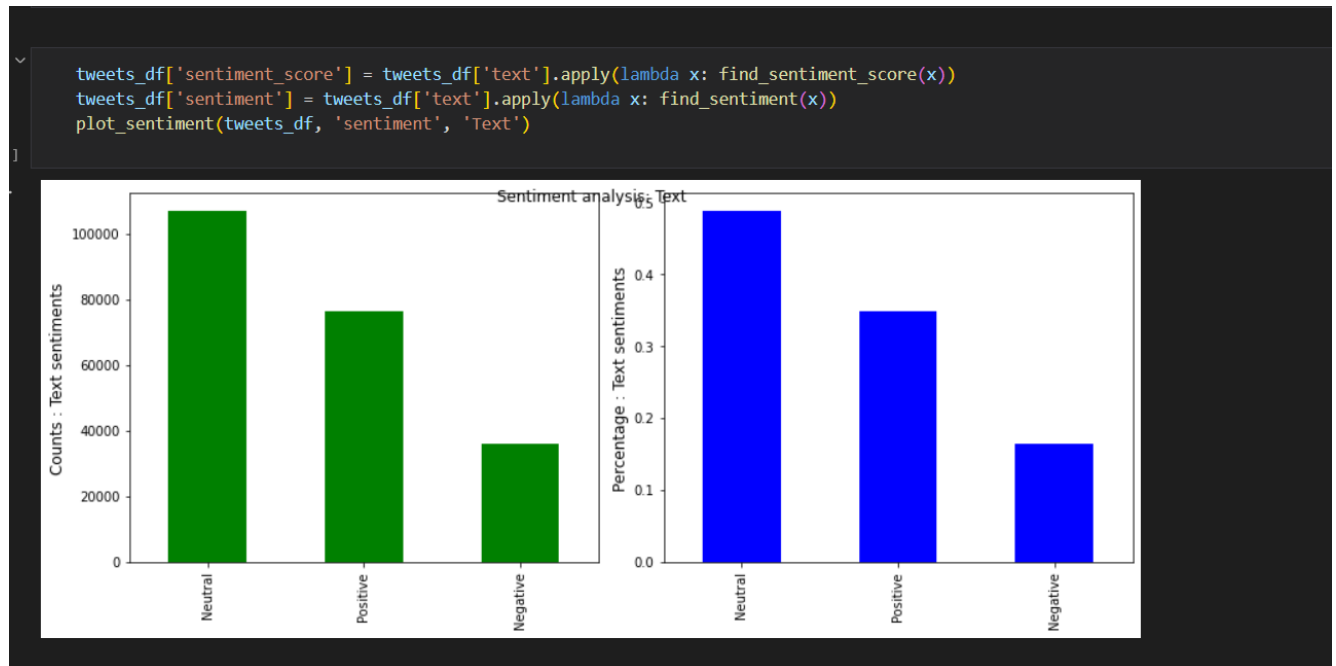 tweets_df['sentiment_score'] = tweets_df['text'].apply(lambda x: find_sentiment_score(x))
tweets_df['sentiment'] = tweets_df['text'].apply(lambda x: find_sentiment(x))
plot_sentiment(tweets_df, 'sentiment', 'Text')
]
Sentiment analysis: Text
Counts : Text sentiments
100000
80000
60000
40000
20000
0
Neutral
Positive
Negative
Percentage : Text sentiments
0.5
0.4
0.3
0.2
0.1
0.0
Neutral
Positive
Negative